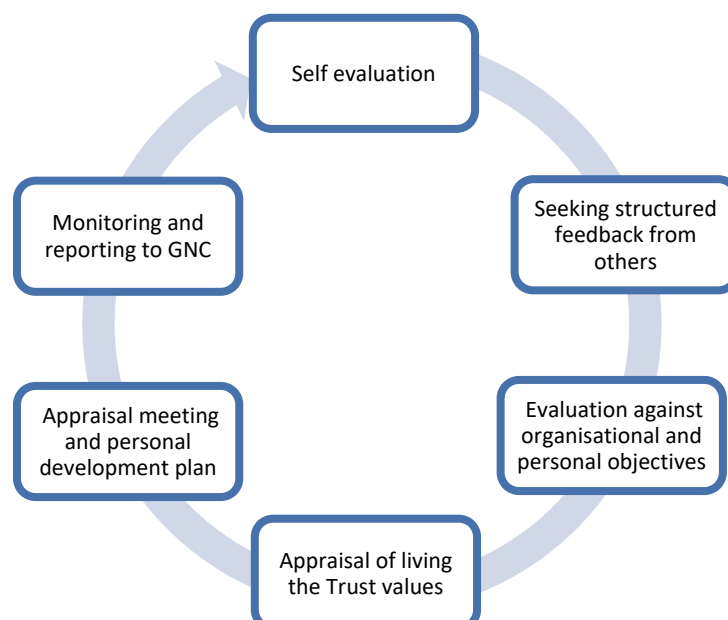 Self evaluation
Seeking structured
feedback from
others
Evaluation against
organisational and
personal objectives
Appraisal of living
the Trust values
Appraisal meeting
and personal
development plan
Monitoring and
reporting to GNC